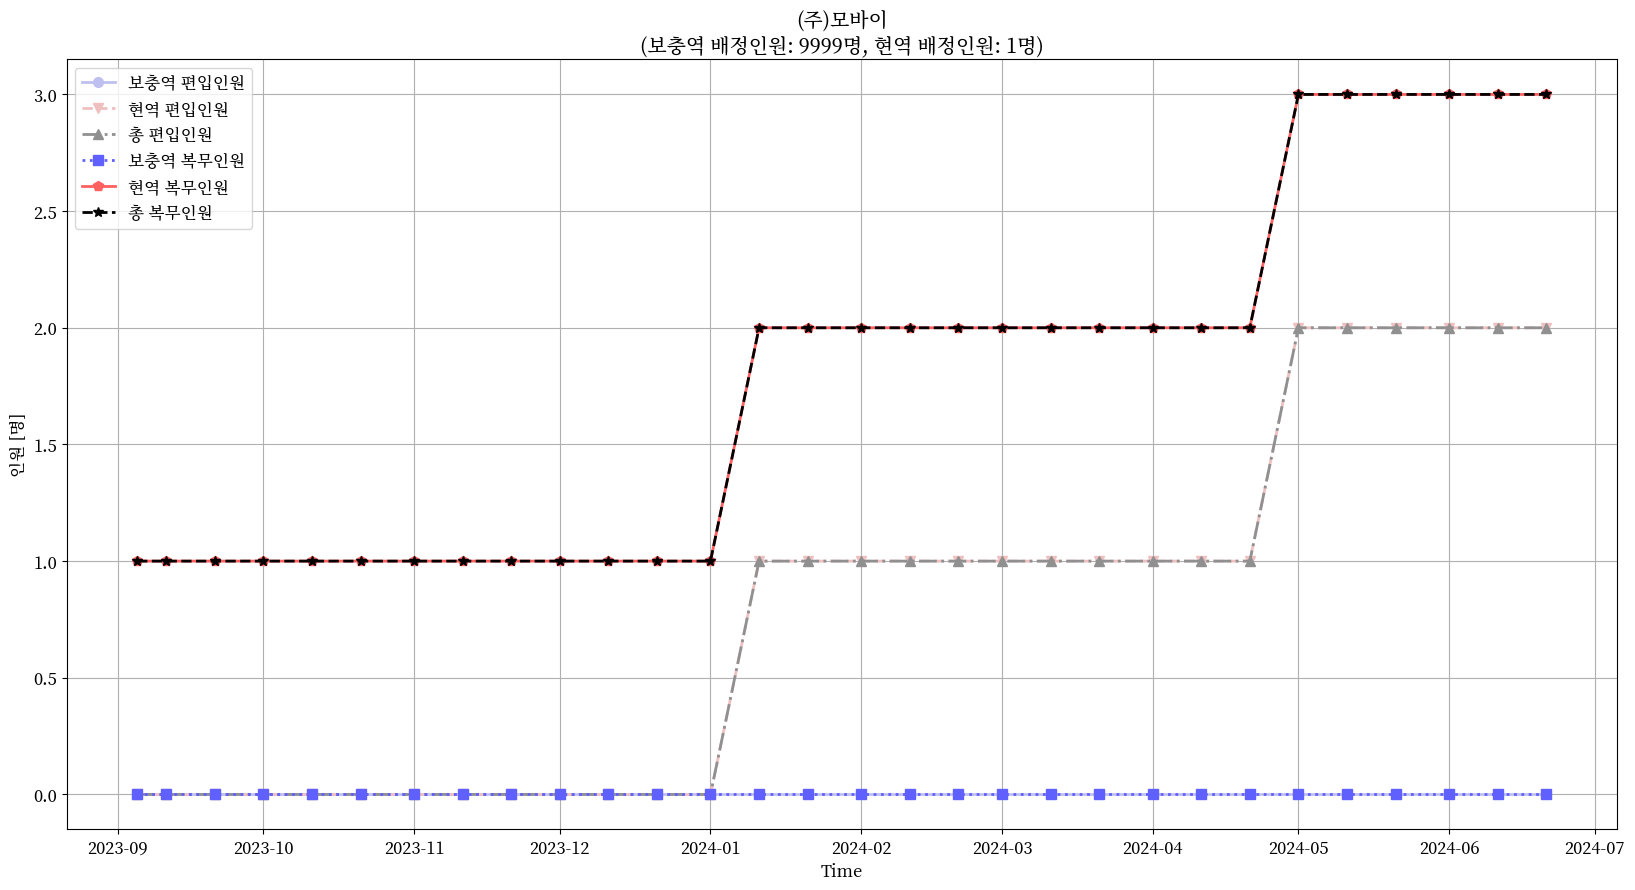 (주)모바이
(보충역 배정인원: 9999명, 현역 배정인원: 1명)
보충역 편입인원
현역 편입인원
총 편입인원
보충역 복무인원
현역 복무인원
총 복무인원
3.0
2.5
2.0
1.5
1.0
0.5
0.0
인원 [명]
2023-09 2023-10 2023-11 2023-12 2024-01 2024-02 2024-03 2024-04 2024-05 2024-06 2024-07
Time